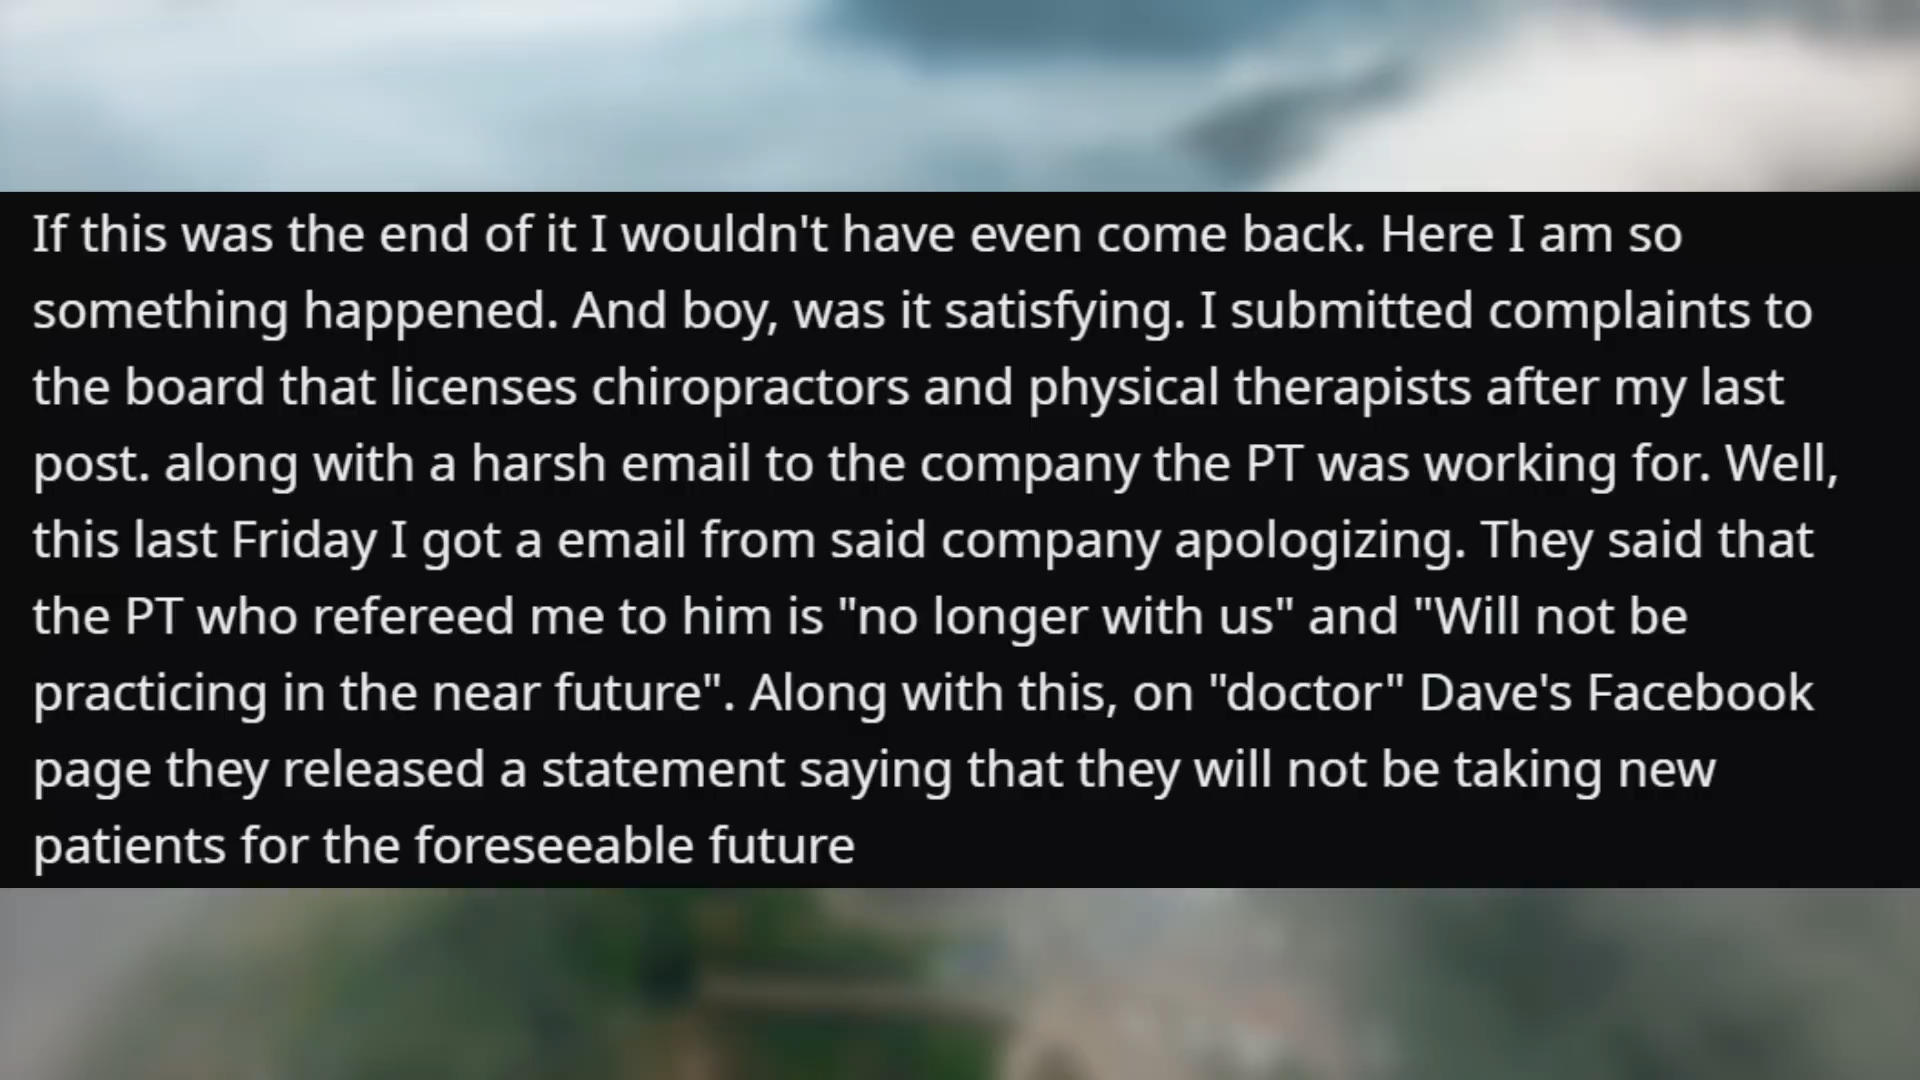 If this was the end of it I wouldn't have even come back. Here I am so
something happened. And boy, was it satisfying. I submitted complaints to
the board that licenses chiropractors and physical therapists after my last
post. along with a harsh email to the company the PT was working for. Well,
this last Friday I got a email from said company apologizing. They said that
the PT who refereed me to him is "no longer with us" and "Will not be
practicing in the near future". Along with this, on "doctor" Dave's Facebook
page they released a statement saying that they will not be taking new
patients for the foreseeable future